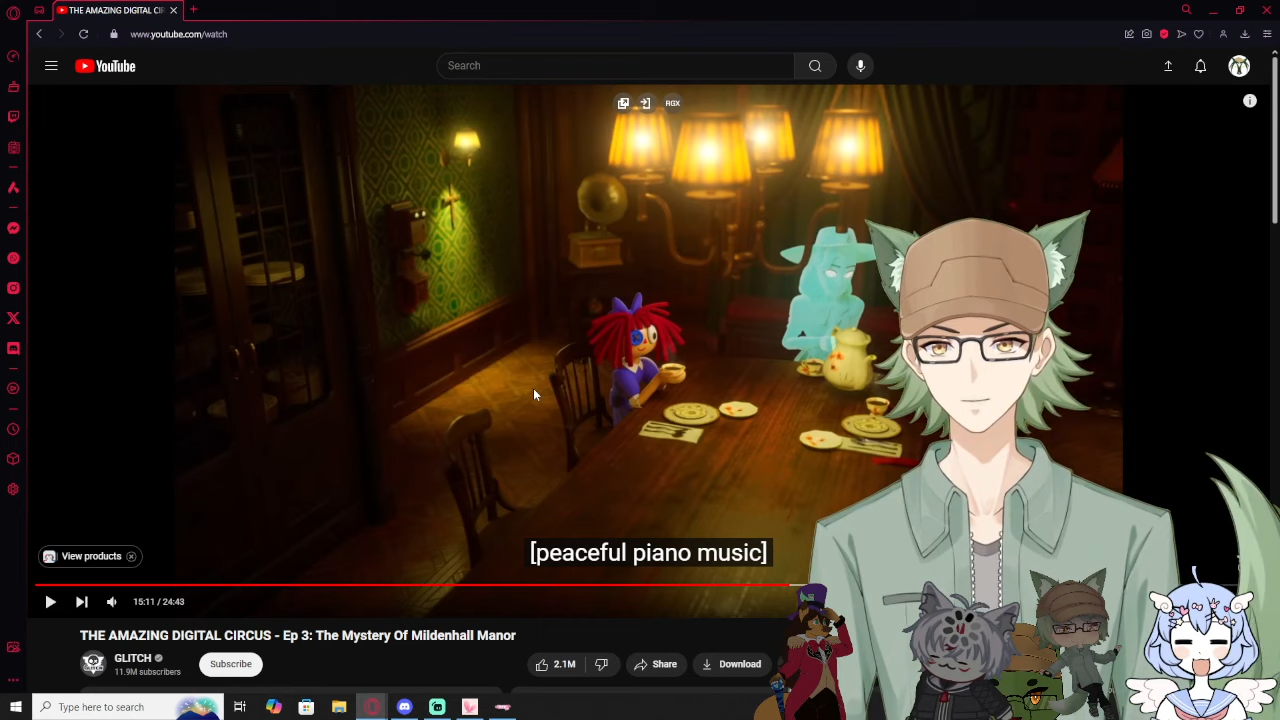 THE AMAZING DIGITAL CIR
www.youtube.com/watch
YouTube
Search
RGX
[peaceful piano music]
View products
15:11 / 24:43
THE AMAZING DIGITAL CIRCUS - Ep 3: The Mystery Of Mildenhall Manor
GLITCH
11.9M subscribers
Subscribe
2.1M
Share
Download
Type here to search